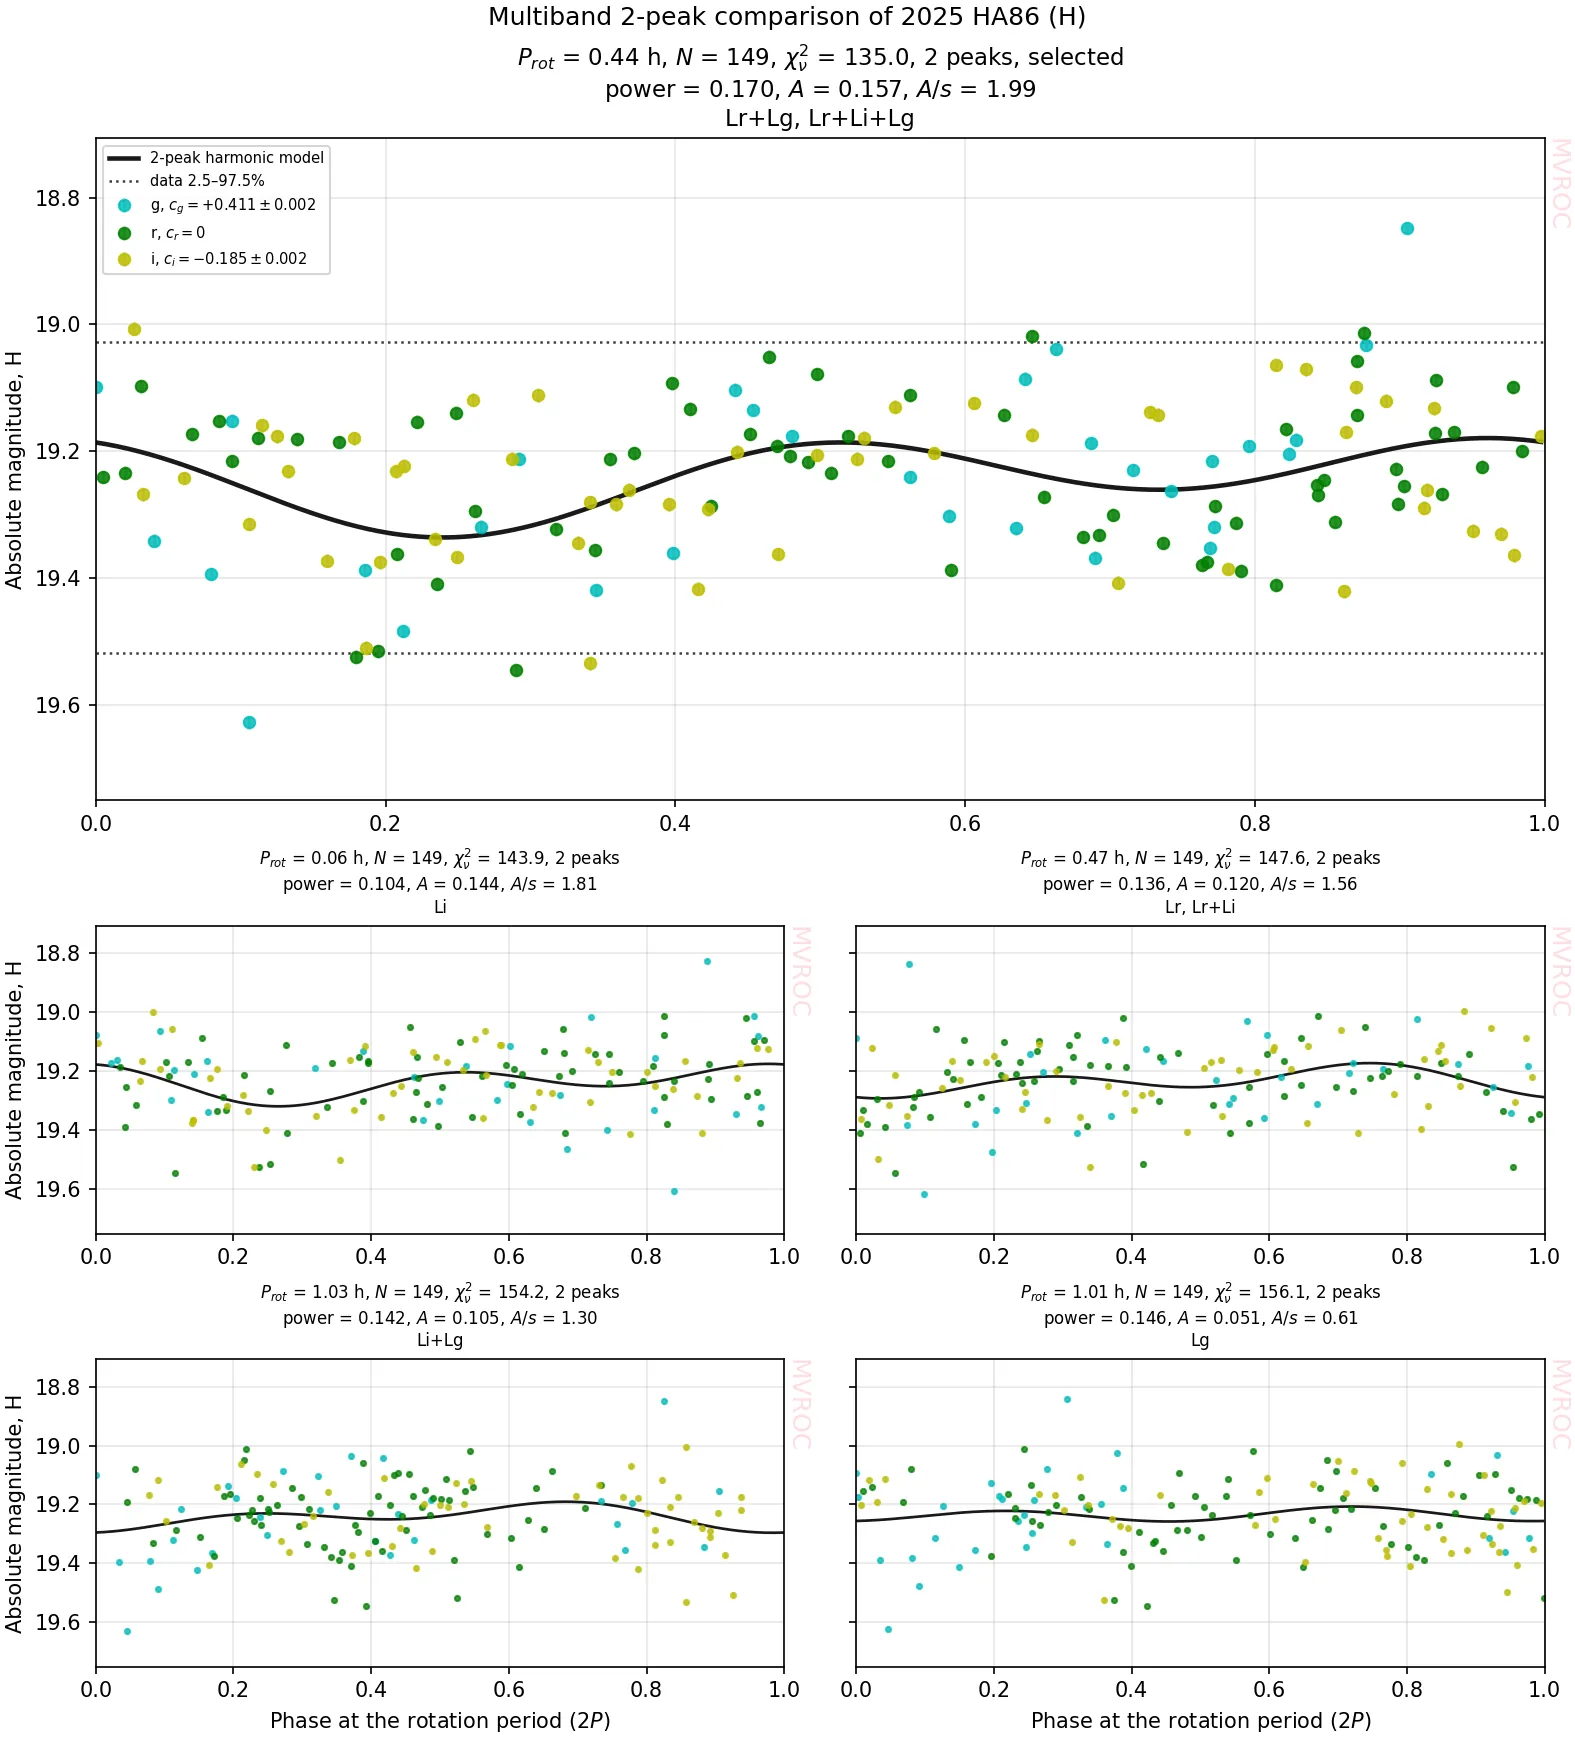 Multiband 2-peak comparison of 2025 HA86 (H)
P_rot = 0.44 h, N = 149, χ²_ν = 135.0, 2 peaks, selected
power = 0.170, A = 0.157, A/s = 1.99
Lr+Lg, Lr+Li+Lg
2-peak harmonic model
data 2.5–97.5%
g, c_g = +0.411 ± 0.002
r, c_r = 0
i, c_i = −0.185 ± 0.002
MVROC
Absolute magnitude, H
18.8
19.0
19.2
19.4
19.6
0.0 0.2 0.4 0.6 0.8 1.0
P_rot = 0.06 h, N = 149, χ²_ν = 143.9, 2 peaks
power = 0.104, A = 0.144, A/s = 1.81
Li
MVROC
Absolute magnitude, H
18.8
19.0
19.2
19.4
19.6
0.0 0.2 0.4 0.6 0.8 1.0
P_rot = 0.47 h, N = 149, χ²_ν = 147.6, 2 peaks
power = 0.136, A = 0.120, A/s = 1.56
Lr, Lr+Li
MVROC
0.0 0.2 0.4 0.6 0.8 1.0
P_rot = 1.03 h, N = 149, χ²_ν = 154.2, 2 peaks
power = 0.142, A = 0.105, A/s = 1.30
Li+Lg
MVROC
Absolute magnitude, H
18.8
19.0
19.2
19.4
19.6
0.0 0.2 0.4 0.6 0.8 1.0
Phase at the rotation period (2P)
P_rot = 1.01 h, N = 149, χ²_ν = 156.1, 2 peaks
power = 0.146, A = 0.051, A/s = 0.61
Lg
MVROC
0.0 0.2 0.4 0.6 0.8 1.0
Phase at the rotation period (2P)